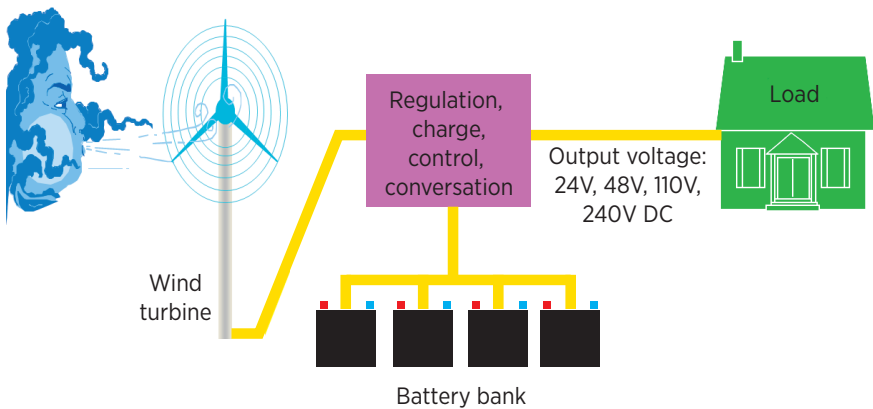 Regulation,
charge,
control,
conversation
Load
Output voltage:
24V, 48V, 110V,
240V DC
Wind
turbine
Battery bank